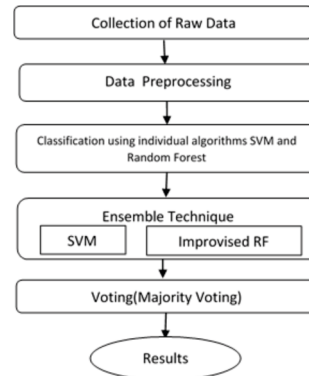 Collection of Raw Data
Data Preprocessing
Classification using individual algorithms SVM and
Random Forest
Ensemble Technique
SVM
Improvised RF
Voting(Majority Voting)
Results